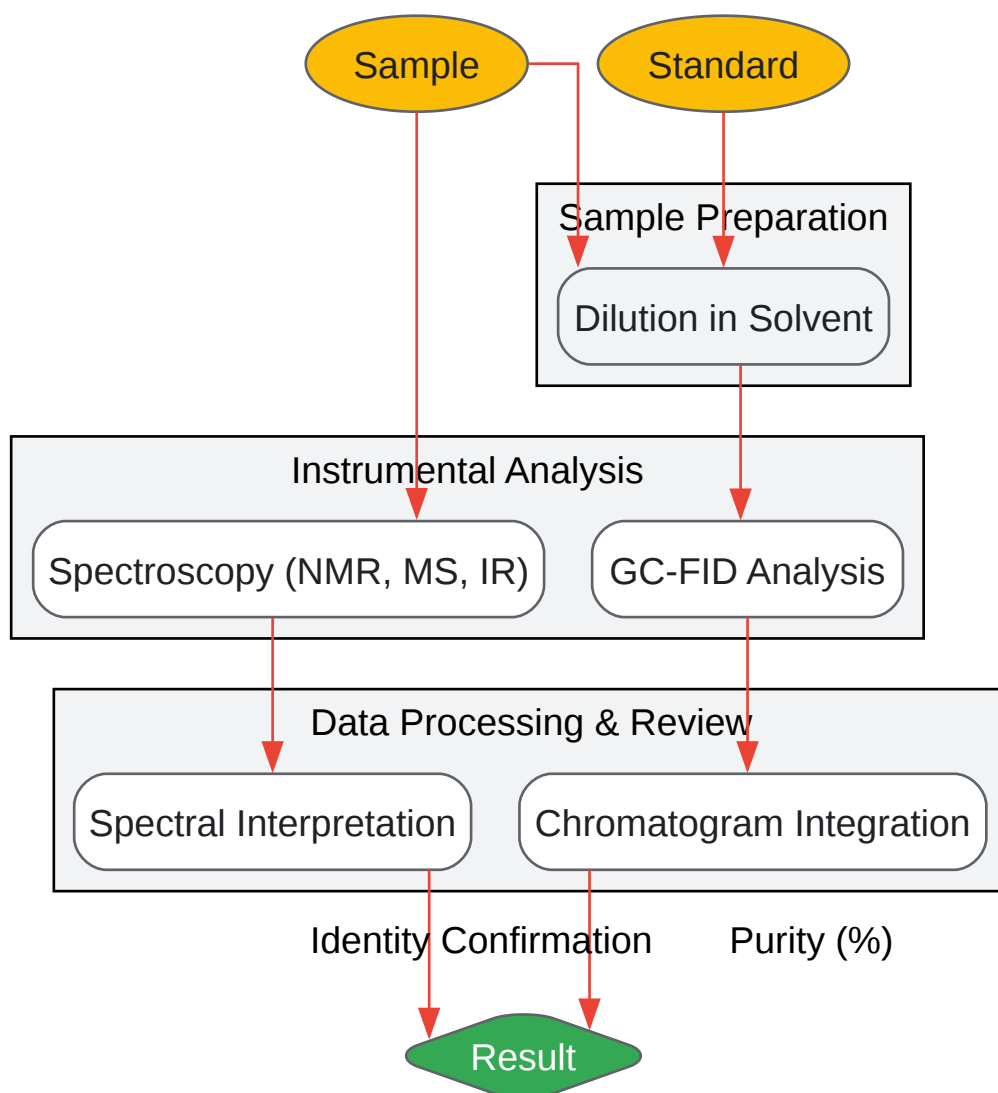 Sample
Standard
Sample Preparation
Dilution in Solvent
Instrumental Analysis
Spectroscopy (NMR, MS, IR)
GC-FID Analysis
Data Processing & Review
Spectral Interpretation
Chromatogram Integration
Identity Confirmation
Purity (%)
Result